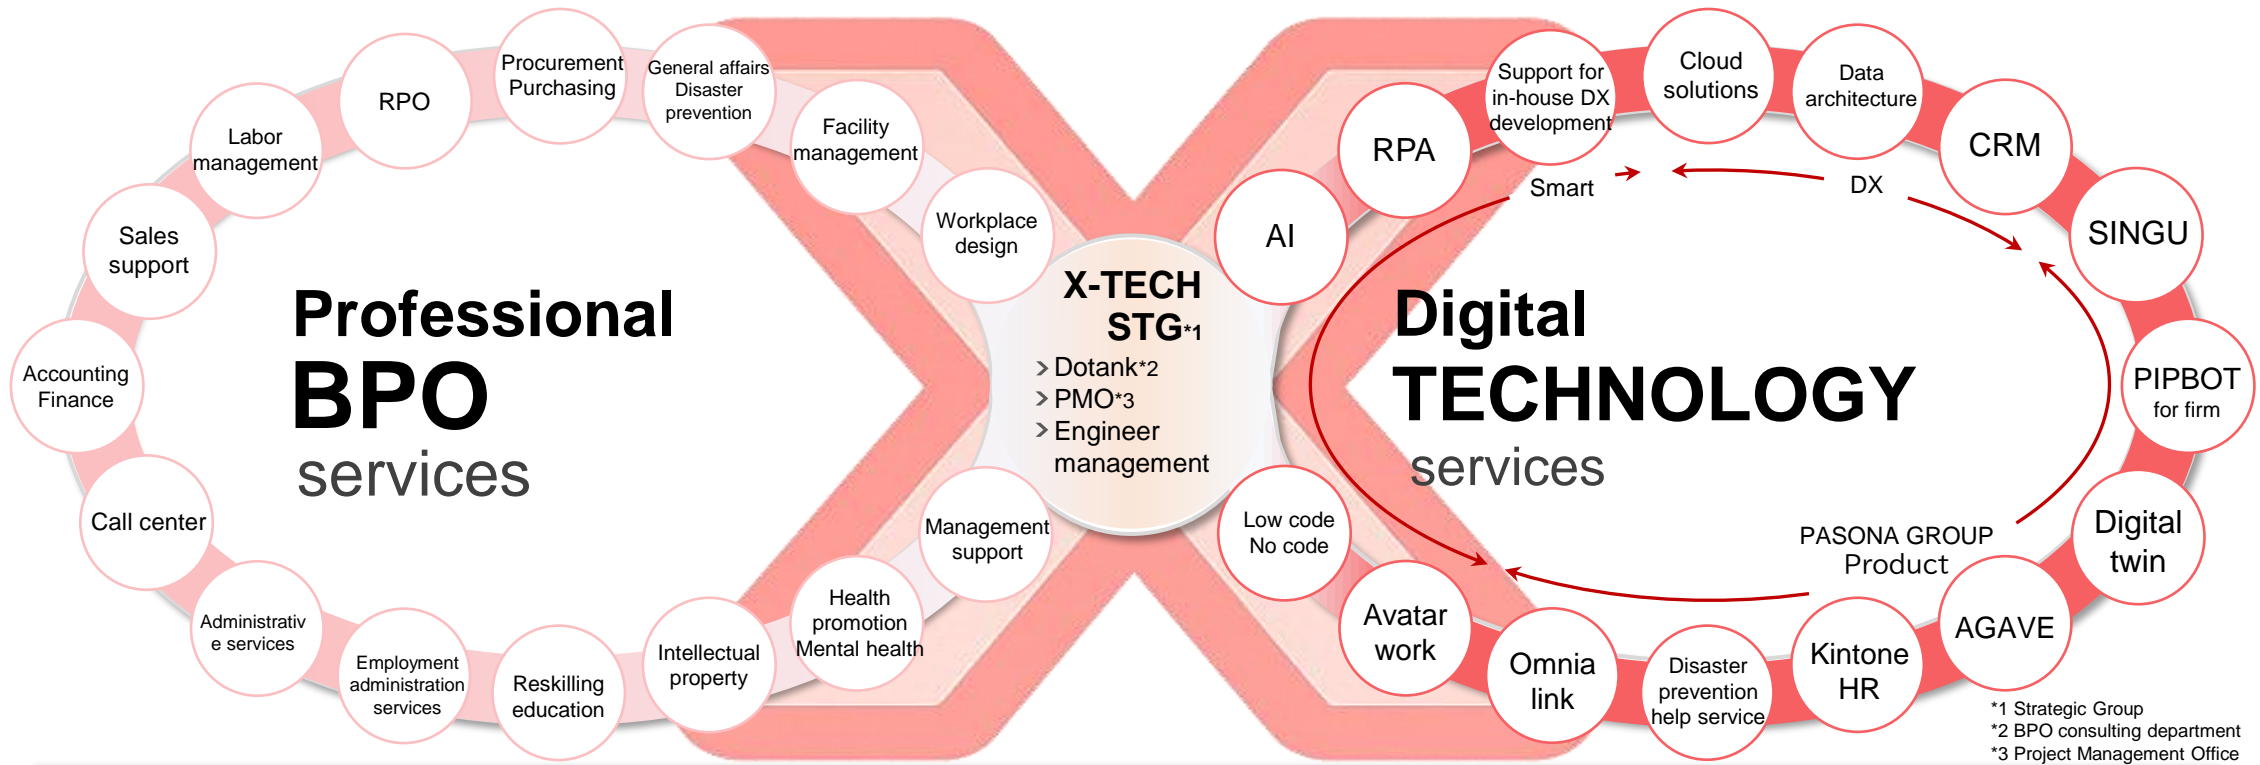 Procurement
Purchasing
General affairs
Disaster
prevention
RPO
Facility
management
Labor
management
Workplace
design
Sales
support
Accounting
Finance
Call center
Administrativ
e services
Employment
administration
services
Reskilling
education
Intellectual
property
Health
promotion
Mental health
Management
support
Professional
BPO
services
X-TECH
STG*1
> Dotank*2
> PMO*3
> Engineer
management
AI
RPA
Support for
in-house DX
development
Cloud
solutions
Data
architecture
CRM
SINGU
PIPBOT
for firm
Digital
twin
AGAVE
Kintone
HR
Disaster
prevention
help service
Omnia
link
Avatar
work
Low code
No code
Smart
DX
Digital
TECHNOLOGY
services
PASONA GROUP
Product
*1 Strategic Group
*2 BPO consulting department
*3 Project Management Office